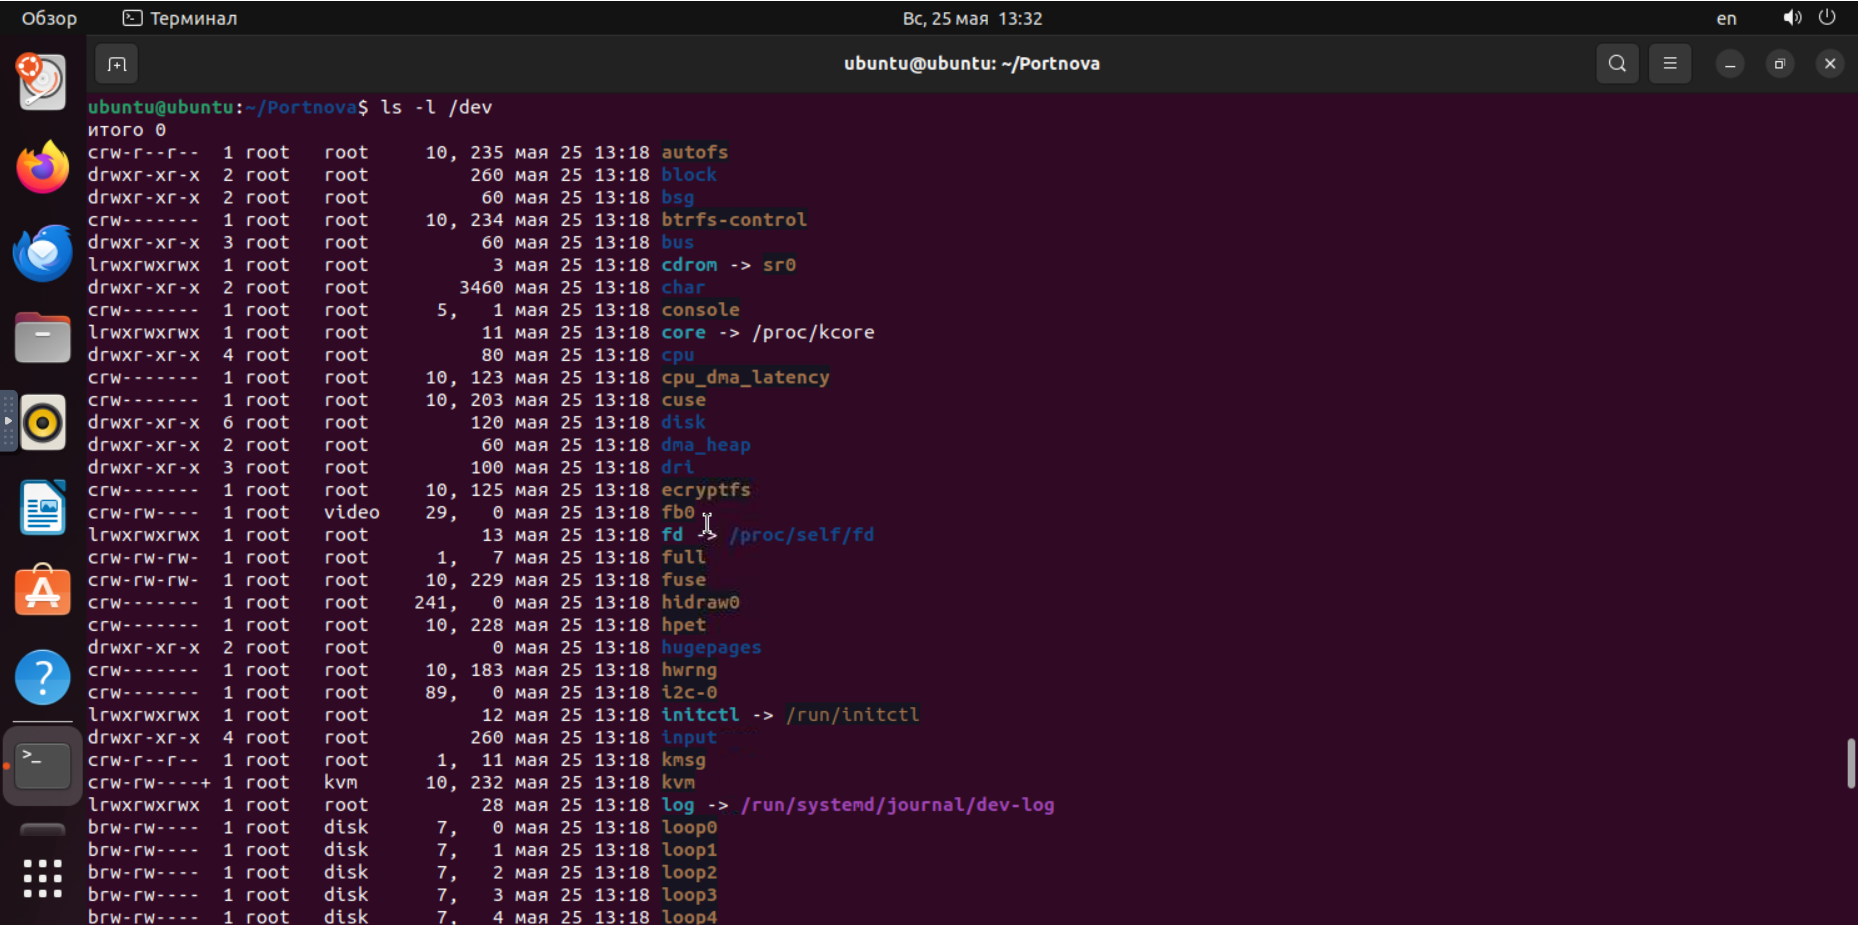 Обзор Терминал Вс, 25 мая 13:32 en
ubuntu@ubuntu: ~/Portnova
ubuntu@ubuntu:~/Portnova$ ls -l /dev
итого 0
crw-r--r-- 1 root root 10, 235 мая 25 13:18 autofs
drwxr-xr-x 2 root root 260 мая 25 13:18 block
drwxr-xr-x 2 root root 60 мая 25 13:18 bsg
crw------- 1 root root 10, 234 мая 25 13:18 btrfs-control
drwxr-xr-x 3 root root 60 мая 25 13:18 bus
lrwxrwxrwx 1 root root 3 мая 25 13:18 cdrom -> sr0
drwxr-xr-x 2 root root 3460 мая 25 13:18 char
crw------- 1 root root 5, 1 мая 25 13:18 console
lrwxrwxrwx 1 root root 11 мая 25 13:18 core -> /proc/kcore
drwxr-xr-x 4 root root 80 мая 25 13:18 cpu
crw------- 1 root root 10, 123 мая 25 13:18 cpu_dma_latency
crw------- 1 root root 10, 203 мая 25 13:18 cuse
drwxr-xr-x 6 root root 120 мая 25 13:18 disk
drwxr-xr-x 2 root root 60 мая 25 13:18 dma_heap
drwxr-xr-x 3 root root 100 мая 25 13:18 dri
crw------- 1 root root 10, 125 мая 25 13:18 ecryptfs
crw-rw---- 1 root video 29, 0 мая 25 13:18 fb0
lrwxrwxrwx 1 root root 13 мая 25 13:18 fd -> /proc/self/fd
crw-rw-rw- 1 root root 1, 7 мая 25 13:18 full
crw-rw-rw- 1 root root 10, 229 мая 25 13:18 fuse
crw------- 1 root root 241, 0 мая 25 13:18 hidraw0
crw------- 1 root root 10, 228 мая 25 13:18 hpet
drwxr-xr-x 2 root root 0 мая 25 13:18 hugepages
crw------- 1 root root 10, 183 мая 25 13:18 hwrng
crw------- 1 root root 89, 0 мая 25 13:18 i2c-0
lrwxrwxrwx 1 root root 12 мая 25 13:18 initctl -> /run/initctl
drwxr-xr-x 4 root root 260 мая 25 13:18 input
crw-r--r-- 1 root root 1, 11 мая 25 13:18 kmsg
crw-rw----+ 1 root kvm 10, 232 мая 25 13:18 kvm
lrwxrwxrwx 1 root root 28 мая 25 13:18 log -> /run/systemd/journal/dev-log
brw-rw---- 1 root disk 7, 0 мая 25 13:18 loop0
brw-rw---- 1 root disk 7, 1 мая 25 13:18 loop1
brw-rw---- 1 root disk 7, 2 мая 25 13:18 loop2
brw-rw---- 1 root disk 7, 3 мая 25 13:18 loop3
brw-rw---- 1 root disk 7, 4 мая 25 13:18 loop4